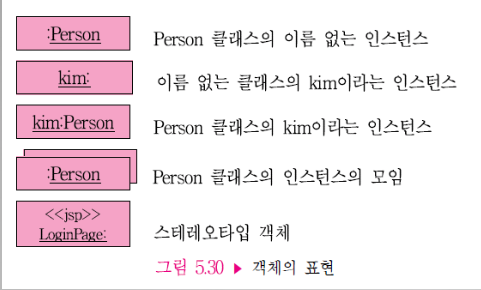 :Person Person 클래스의 이름 없는 인스턴스
kim: 이름 없는 클래스의 kim이라는 인스턴스
kim:Person Person 클래스의 kim이라는 인스턴스
:Person Person 클래스의 인스턴스의 모임
<<jsp>>
LoginPage: 스테레오타입 객체
그림 5.30 ▶ 객체의 표현